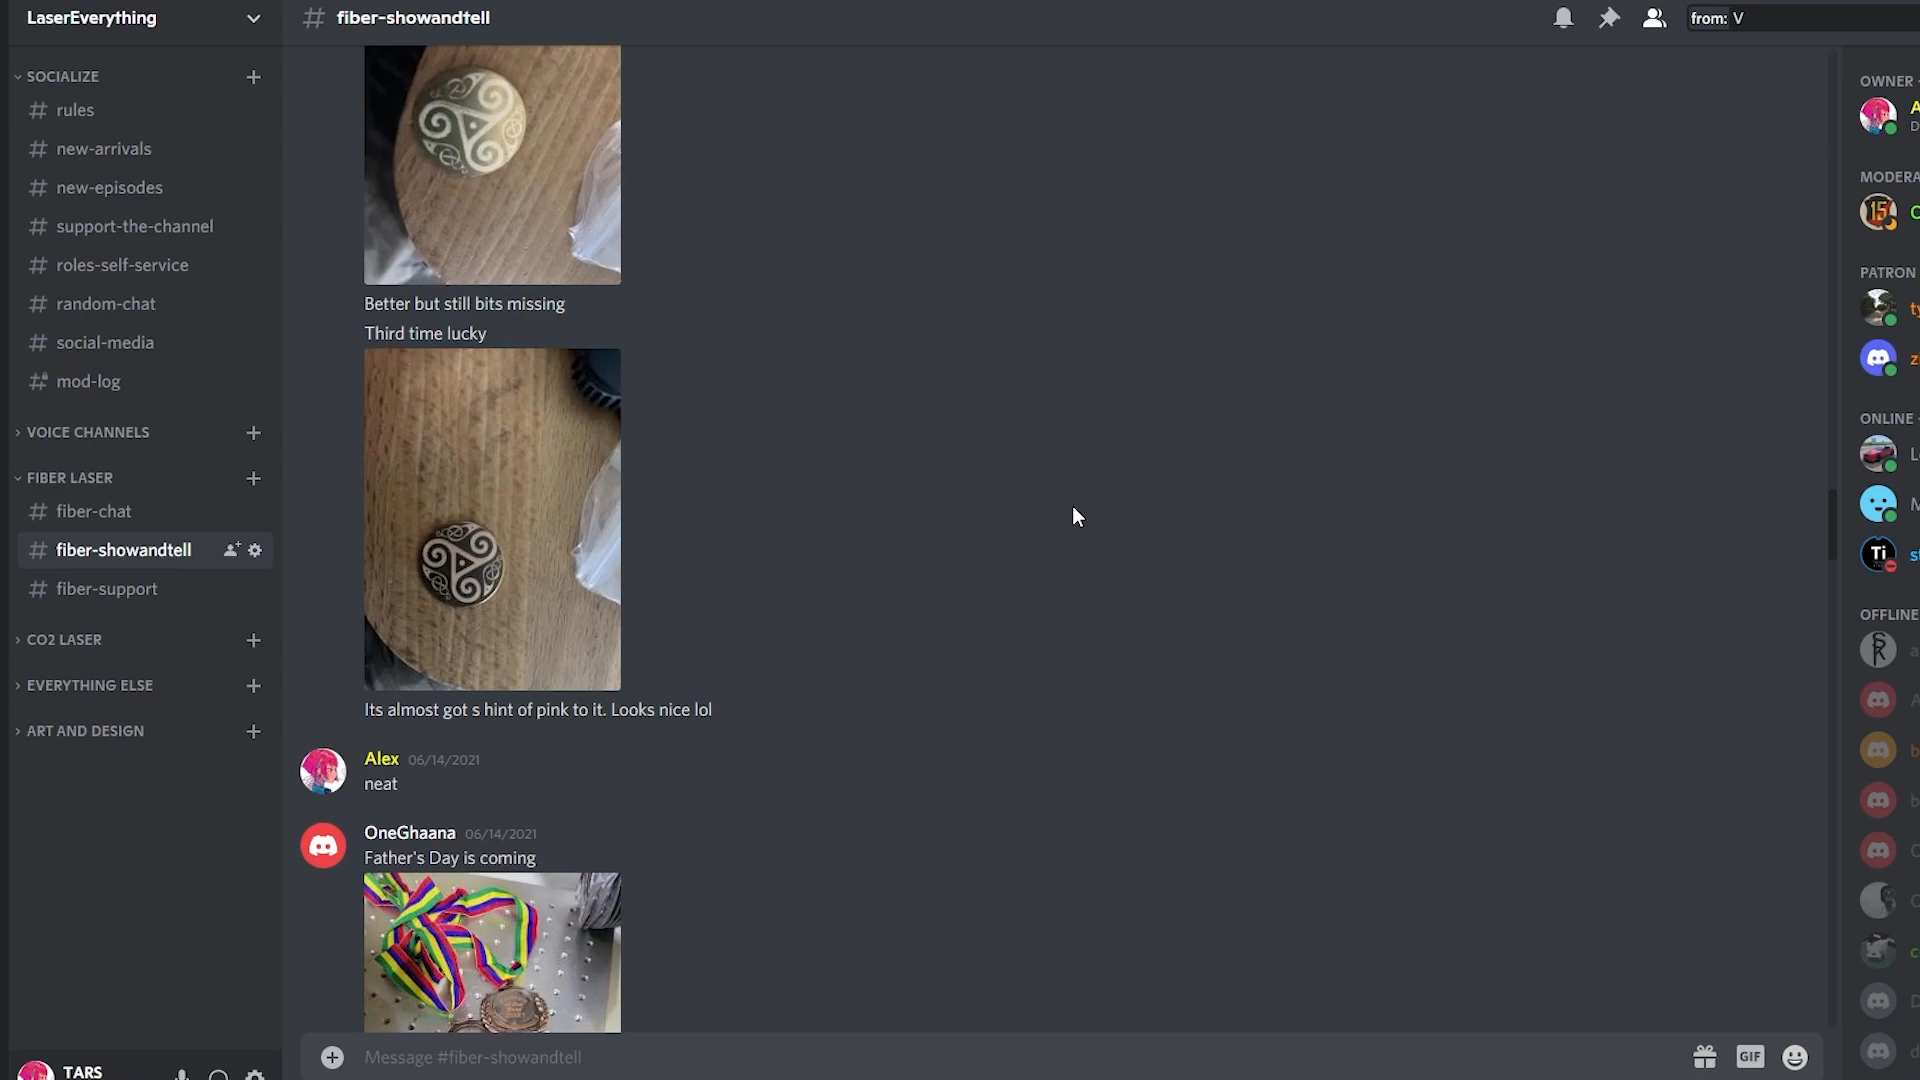 LaserEverything
SOCIALIZE
rules
new-arrivals
new-episodes
support-the-channel
roles-self-service
random-chat
social-media
mod-log
VOICE CHANNELS
FIBER LASER
fiber-chat
fiber-showandtell
fiber-support
CO2 LASER
EVERYTHING ELSE
ART AND DESIGN
TARS
fiber-showandtell
from: V
Better but still bits missing
Third time lucky
Its almost got s hint of pink to it. Looks nice lol
Alex 06/14/2021
neat
OneGhaana 06/14/2021
Father's Day is coming
Message #fiber-showandtell
GIF
OWNER -
A
D
MODERA
15
PATRON
ty
z
ONLINE -
L
M
Ti
s
OFFLINE